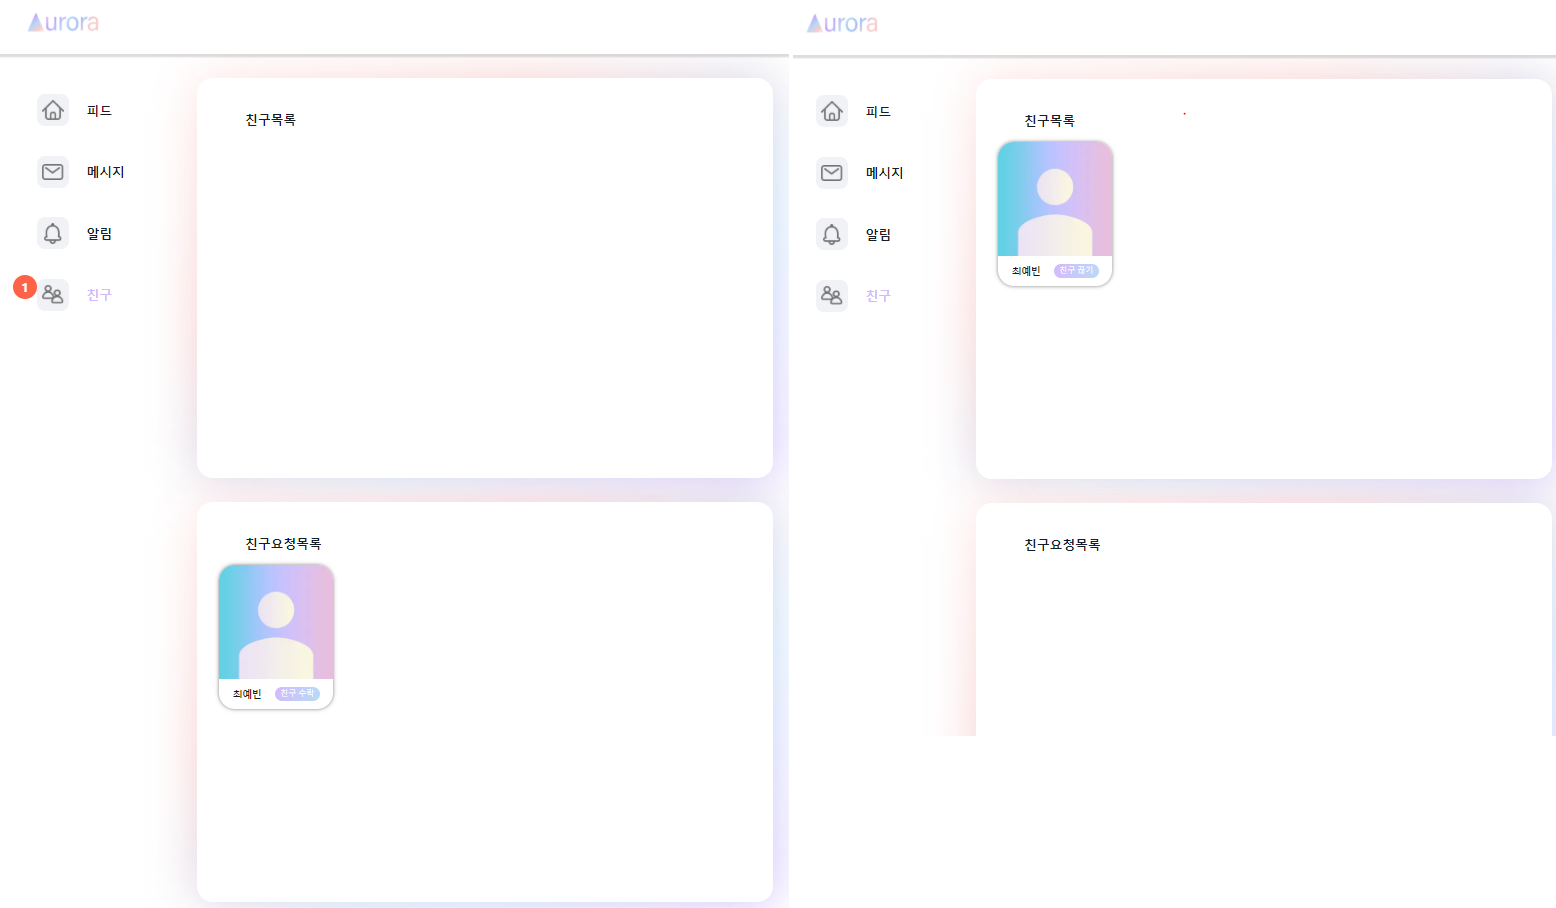 Aurora
피드
메시지
알림
1
친구
친구목록
친구요청목록
최예빈 친구 수락
Aurora
피드
메시지
알림
친구
친구목록
최예빈 친구 끊기
친구요청목록